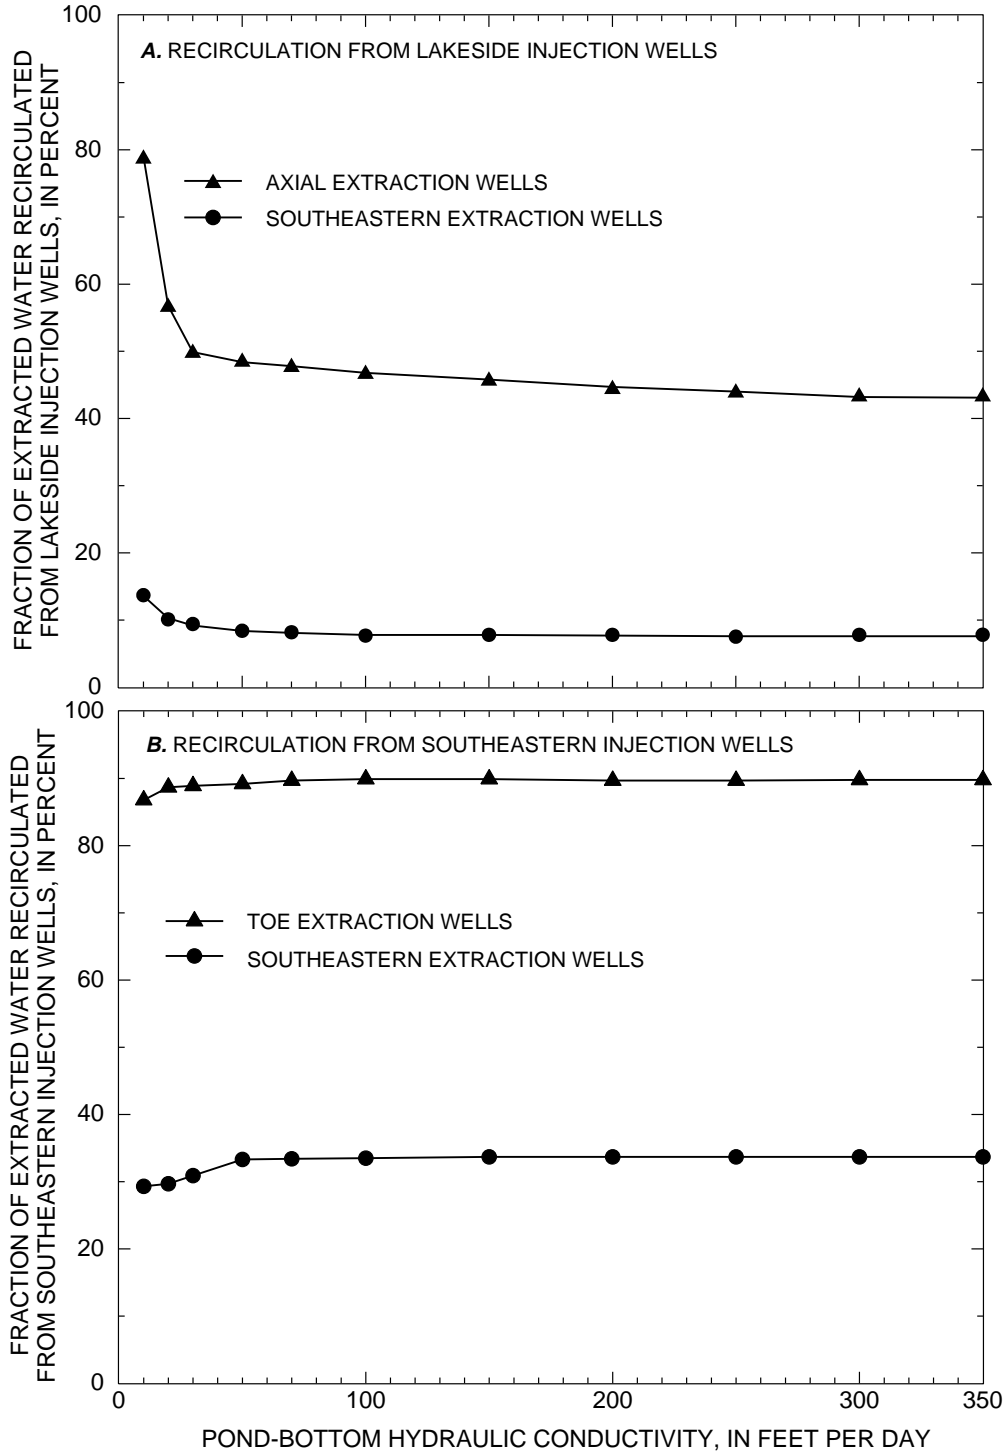 100
80
60
40
20
0
FRACTION OF EXTRACTED WATER RECIRCULATED
FROM LAKESIDE INJECTION WELLS, IN PERCENT
A. RECIRCULATION FROM LAKESIDE INJECTION WELLS
AXIAL EXTRACTION WELLS
SOUTHEASTERN EXTRACTION WELLS
100
80
60
40
20
0
FRACTION OF EXTRACTED WATER RECIRCULATED
FROM SOUTHEASTERN INJECTION WELLS, IN PERCENT
B. RECIRCULATION FROM SOUTHEASTERN INJECTION WELLS
TOE EXTRACTION WELLS
SOUTHEASTERN EXTRACTION WELLS
0 100 200 300 350
POND-BOTTOM HYDRAULIC CONDUCTIVITY, IN FEET PER DAY